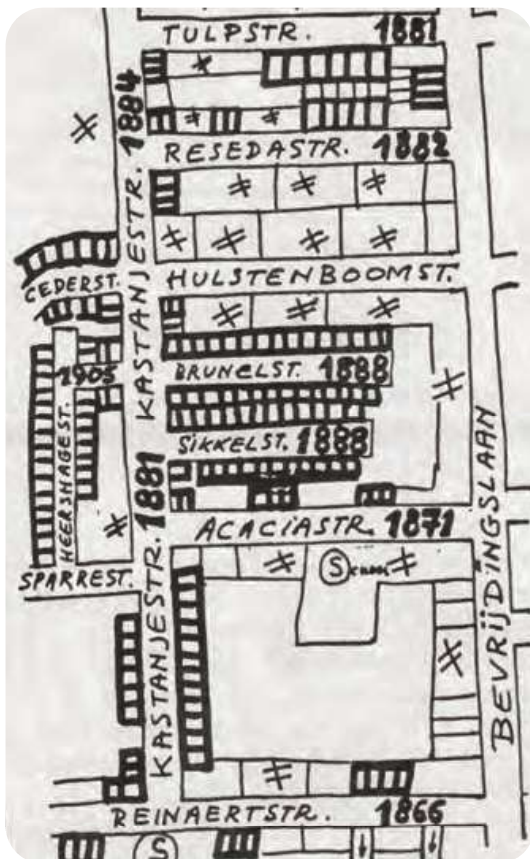 TULPSTR. 1881
KASTANJESTR. 1884
RESEDASTR. 1882
CEDERST.
HULSTENBOOMST.
1905
BRUNELST. 1888
HEERSHAGEST.
SIKKELST. 1888
KASTANJESTR. 1881
ACACIASTR. 1871
BEVRIJDINGSLAAN
SPARREST.
School
REINAERTSTR. 1866
S